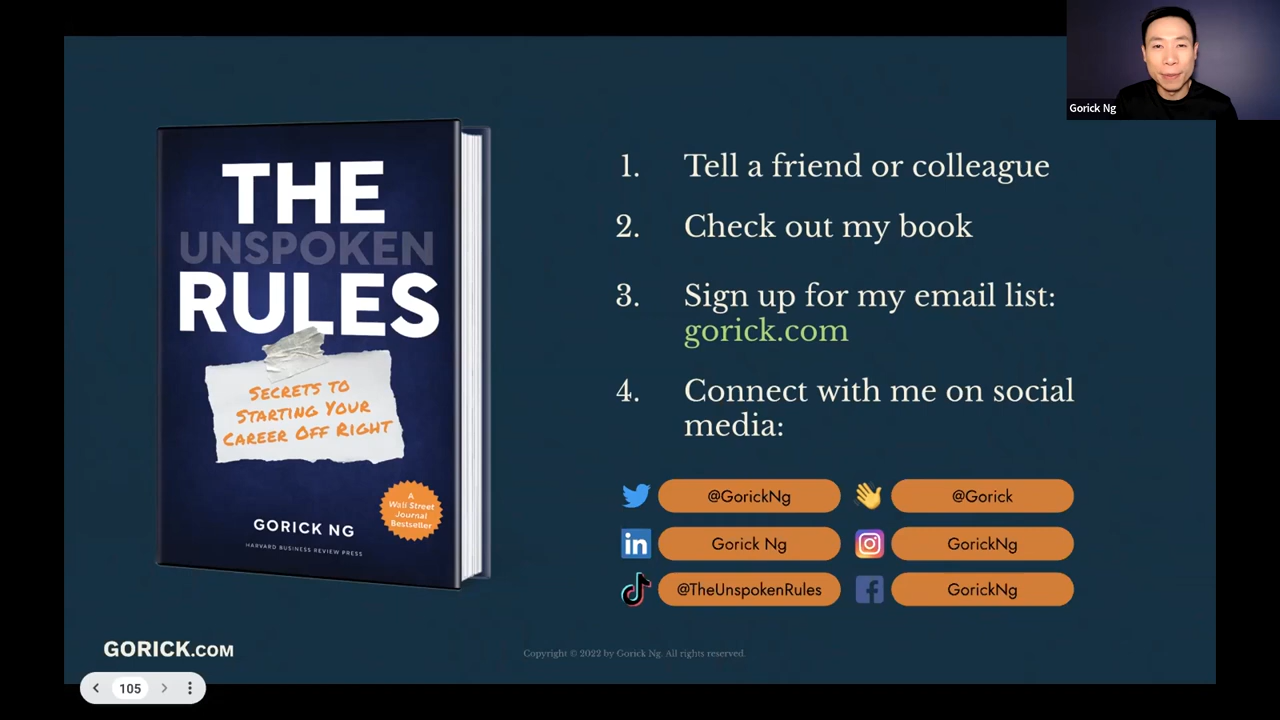 Gorick Ng
THE
UNSPOKEN
RULES
SECRETS TO
STARTING YOUR
CAREER OFF RIGHT
A
Wall Street
Journal
Bestseller
GORICK NG
HARVARD BUSINESS REVIEW PRESS
1. Tell a friend or colleague
2. Check out my book
3. Sign up for my email list:
gorick.com
4. Connect with me on social
media:
@GorickNg
@Gorick
in
Gorick Ng
GorickNg
@TheUnspokenRules
GorickNg
GORICK.COM
Copyright © 2022 by Gorick Ng. All rights reserved.
105